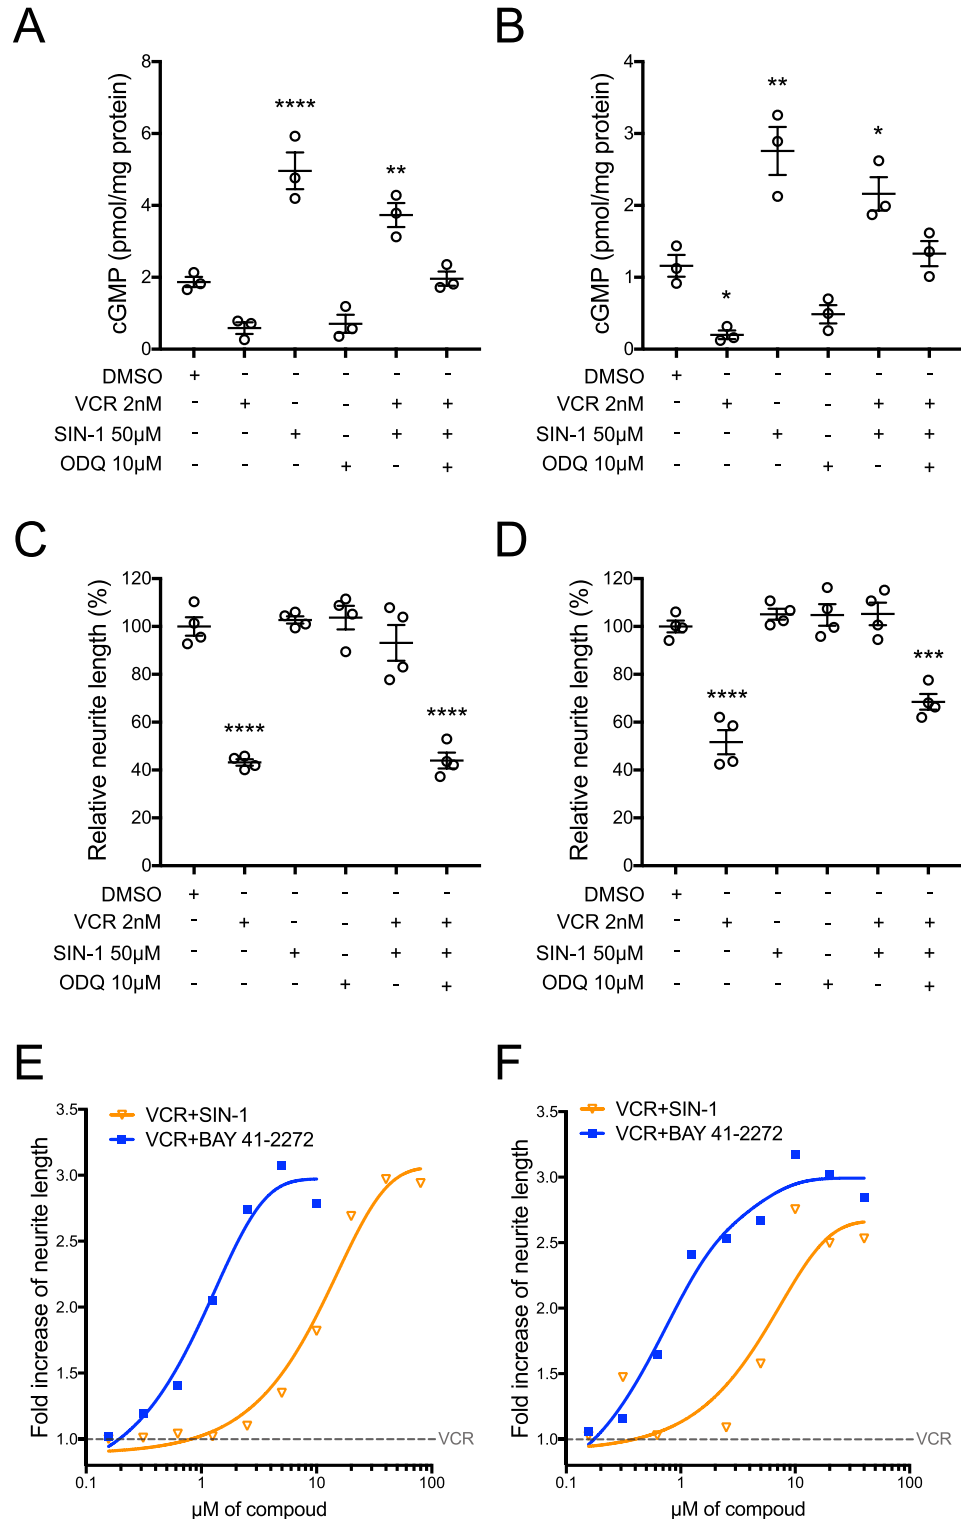 A
cGMP (pmol/mg protein)
8
6
4
2
0
****
**
DMSO + - - - - -
VCR 2nM - + - - + +
SIN-1 50µM - - + - + +
ODQ 10µM - - - + - +
B
cGMP (pmol/mg protein)
4
3
2
1
0
*
**
*
DMSO + - - - - -
VCR 2nM - + - - + +
SIN-1 50µM - - + - + +
ODQ 10µM - - - + - +
C
Relative neurite length (%)
120
100
80
60
40
20
0
****
****
DMSO + - - - - -
VCR 2nM - + - - + +
SIN-1 50µM - - + - + +
ODQ 10µM - - - + - +
D
Relative neurite length (%)
120
100
80
60
40
20
0
****
***
DMSO + - - - - -
VCR 2nM - + - - + +
SIN-1 50µM - - + - + +
ODQ 10µM - - - + - +
E
VCR+SIN-1
VCR+BAY 41-2272
Fold increase of neurite length
3.5
3.0
2.5
2.0
1.5
1.0
VCR
0.1 1 10 100
µM of compoud
F
VCR+SIN-1
VCR+BAY 41-2272
Fold increase of neurite length
3.5
3.0
2.5
2.0
1.5
1.0
VCR
0.1 1 10 100
µM of compoud